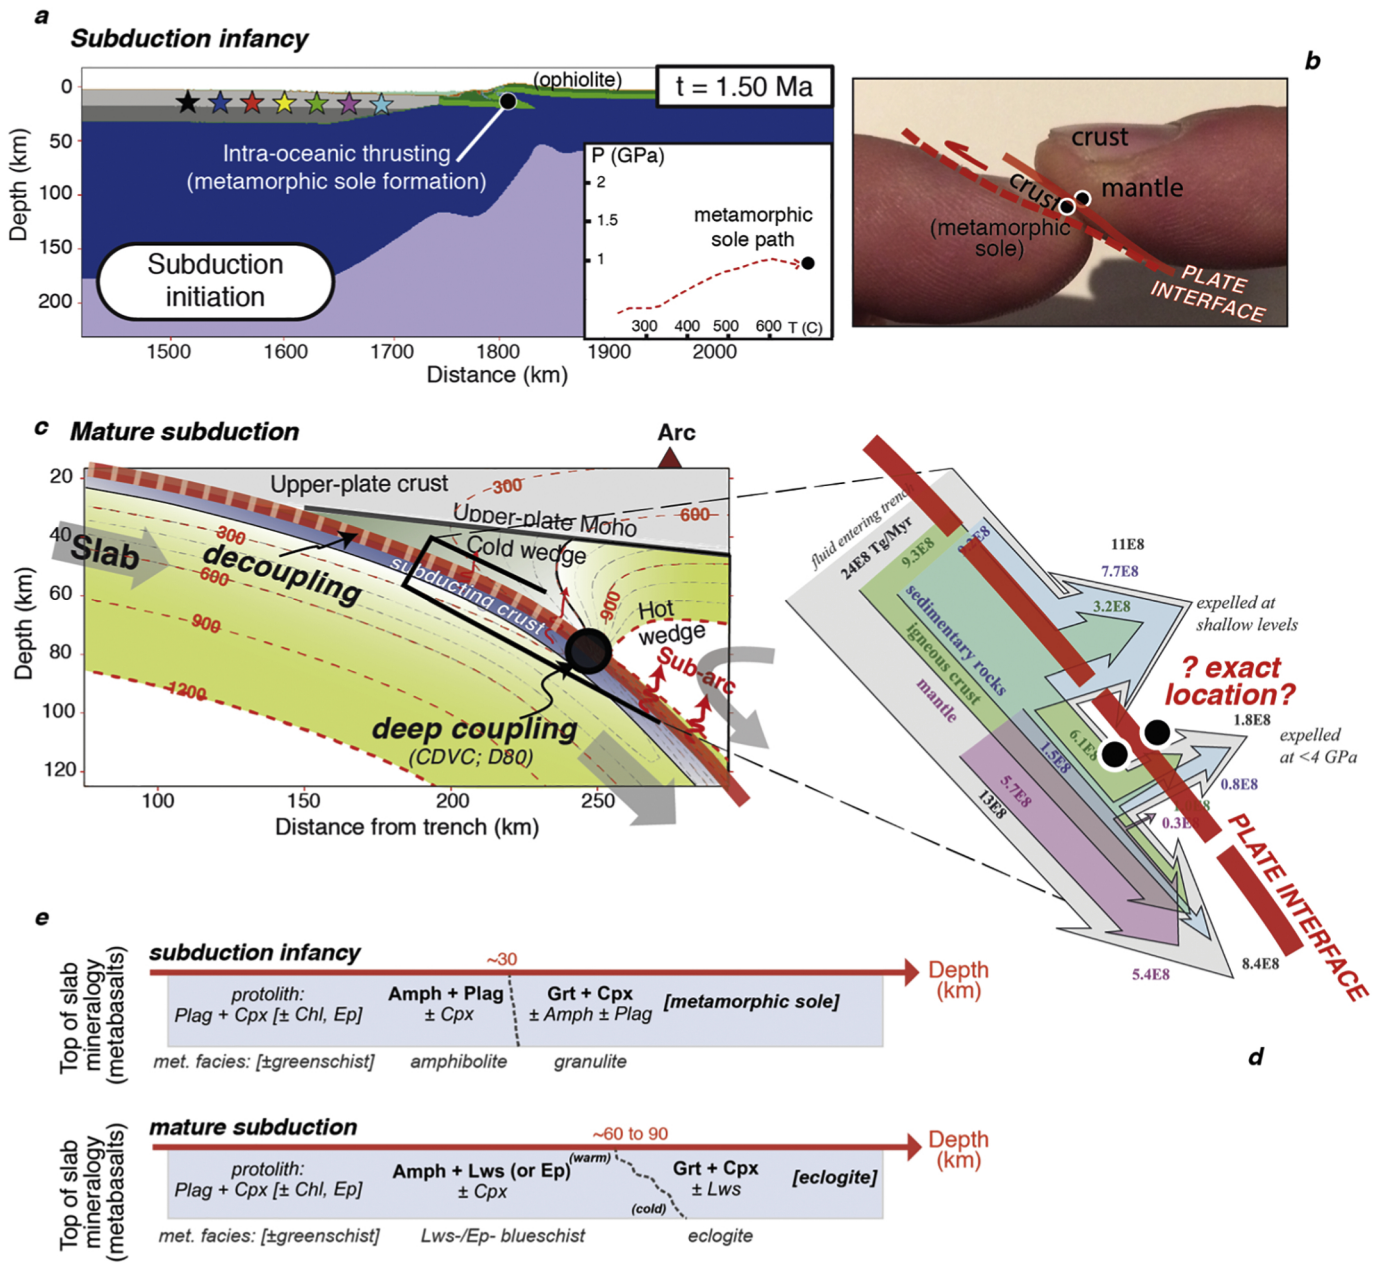 a
Subduction infancy
(ophiolite)
t = 1.50 Ma
0
50
100
150
200
Depth (km)
Intra-oceanic thrusting
(metamorphic sole formation)
Subduction
initiation
P (GPa)
2
1.5
1
metamorphic
sole path
300 400 500 600 T (C)
1500 1600 1700 1800 1900 2000
Distance (km)
b
crust
mantle
crust
(metamorphic
sole)
PLATE
INTERFACE
c Mature subduction
Arc
20
40
60
80
100
120
Depth (km)
Upper-plate crust
300
600
Upper-plate Moho
Cold wedge
Slab
300
decoupling
600
subducting crust
900
900
Hot
wedge
Sub-arc
1200
deep coupling
(CDVC; D80)
100 150 200 250
Distance from trench (km)
fluid entering trench
24E8 Tg/Myr
9.3E8
9.2E8
11E8
7.7E8
3.2E8
expelled at
shallow levels
sedimentary rocks
igneous crust
mantle
? exact
location?
1.8E8
expelled
at <4 GPa
6.1E8
1.5E8
0.8E8
5.7E8
13E8
0.3E8
PLATE INTERFACE
8.4E8
5.4E8
d
e
subduction infancy
~30
Depth
(km)
Top of slab
mineralogy
(metabasalts)
protolith:
Plag + Cpx [± Chl, Ep]
Amph + Plag
± Cpx
Grt + Cpx
± Amph ± Plag
[metamorphic sole]
met. facies: [±greenschist] amphibolite granulite
mature subduction
~60 to 90
Depth
(km)
Top of slab
mineralogy
(metabasalts)
protolith:
Plag + Cpx [± Chl, Ep]
Amph + Lws (or Ep)
± Cpx
(warm)
(cold)
Grt + Cpx
± Lws
[eclogite]
met. facies: [±greenschist] Lws-/Ep- blueschist eclogite